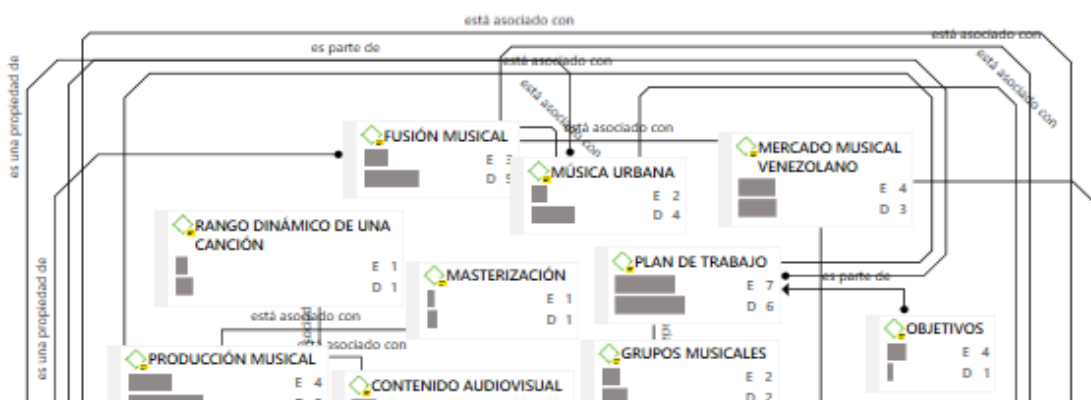 está asociado con
está asociado con
es parte de
está asociado con
está asociado con
es una propiedad de
está asociado con
está asociado con
FUSIÓN MUSICAL
E 3
D 5
MÚSICA URBANA
E 2
D 4
MERCADO MUSICAL
VENEZOLANO
E 4
D 3
RANGO DINÁMICO DE UNA
CANCIÓN
E 1
D 1
MASTERIZACIÓN
E 1
D 1
PLAN DE TRABAJO
E 7
D 6
es parte de
es una propiedad de
está asociado con
OBJETIVOS
E 4
D 1
asociado con
PRODUCCIÓN MUSICAL
E 4
CONTENIDO AUDIOVISUAL
GRUPOS MUSICALES
E 2
D 2